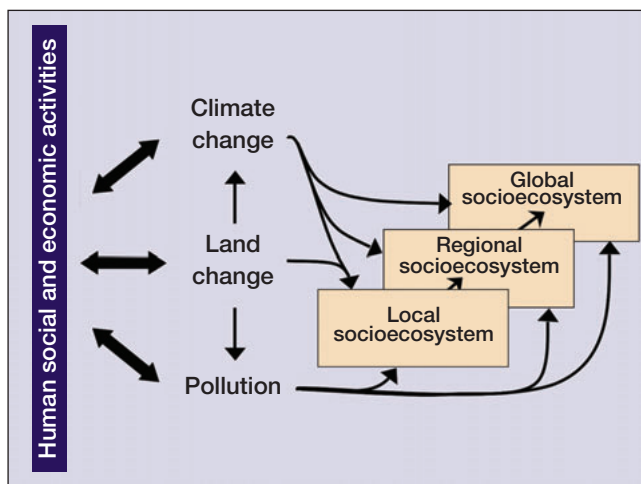 Human social and economic activities
Climate
change
Land
change
Pollution
Global
socioecosystem
Regional
socioecosystem
Local
socioecosystem